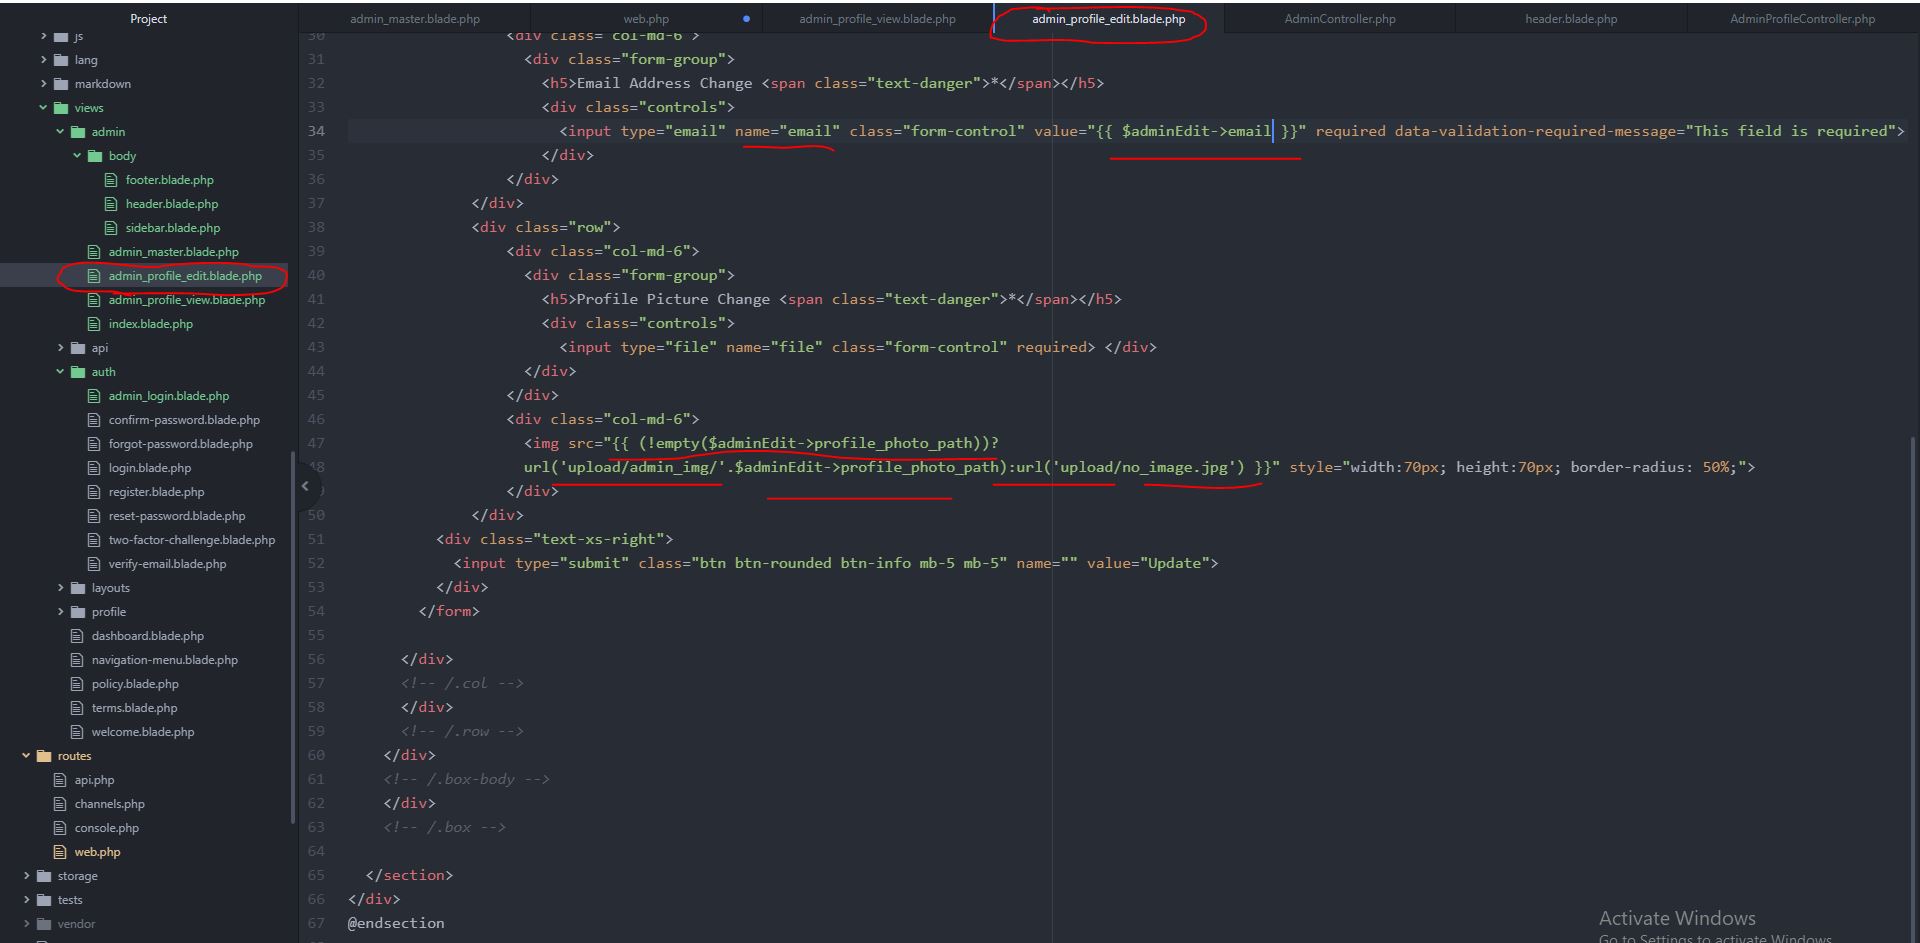 Project
js
lang
markdown
views
admin
body
footer.blade.php
header.blade.php
sidebar.blade.php
admin_master.blade.php
admin_profile_edit.blade.php
admin_profile_view.blade.php
index.blade.php
api
auth
admin_login.blade.php
confirm-password.blade.php
forgot-password.blade.php
login.blade.php
register.blade.php
reset-password.blade.php
two-factor-challenge.blade.php
verify-email.blade.php
layouts
profile
dashboard.blade.php
navigation-menu.blade.php
policy.blade.php
terms.blade.php
welcome.blade.php
routes
api.php
channels.php
console.php
web.php
storage
tests
vendor
admin_master.blade.php web.php admin_profile_view.blade.php admin_profile_edit.blade.php AdminController.php header.blade.php AdminProfileController.php
30 <div class="col-md-6">
31 <div class="form-group">
32 <h5>Email Address Change <span class="text-danger">*</span></h5>
33 <div class="controls">
34 <input type="email" name="email" class="form-control" value="{{ $adminEdit->email }}" required data-validation-required-message="This field is required">
35 </div>
36 </div>
37 </div>
38 <div class="row">
39 <div class="col-md-6">
40 <div class="form-group">
41 <h5>Profile Picture Change <span class="text-danger">*</span></h5>
42 <div class="controls">
43 <input type="file" name="file" class="form-control" required> </div>
44 </div>
45 </div>
46 <div class="col-md-6">
47 <img src="{{ (!empty($adminEdit->profile_photo_path))?
48 url('upload/admin_img/'.$adminEdit->profile_photo_path):url('upload/no_image.jpg') }}" style="width:70px; height:70px; border-radius: 50%;">
</div>
50 </div>
51 <div class="text-xs-right">
52 <input type="submit" class="btn btn-rounded btn-info mb-5 mb-5" name="" value="Update">
53 </div>
54 </form>
55
56 </div>
57 <!-- /.col -->
58 </div>
59 <!-- /.row -->
60 </div>
61 <!-- /.box-body -->
62 </div>
63 <!-- /.box -->
64
65 </section>
66 </div>
67 @endsection
Activate Windows
Go to Settings to activate Windows.